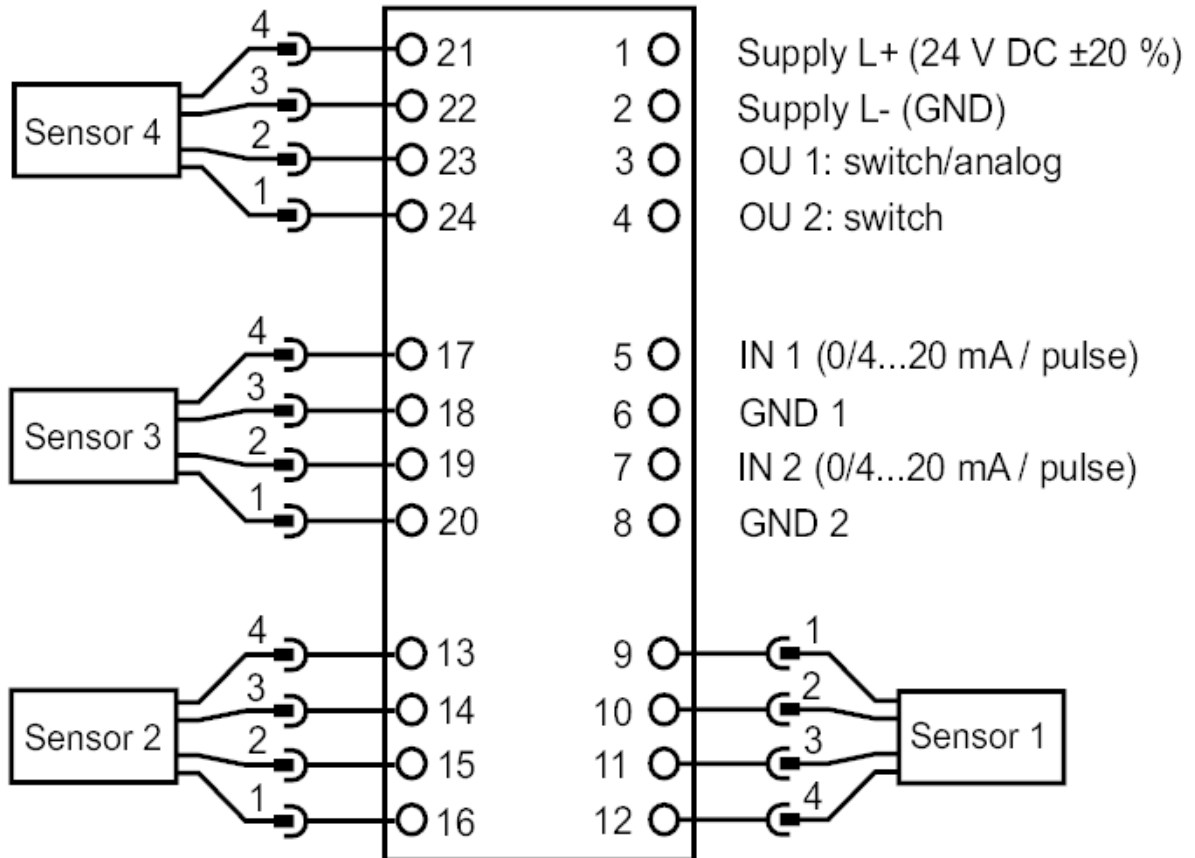 4 21 1 Supply L+ (24 V DC ±20 %)
3 22 2 Supply L- (GND)
Sensor 4
2 23 3 OU 1: switch/analog
1 24 4 OU 2: switch
4 17 5 IN 1 (0/4...20 mA / pulse)
3 18 6 GND 1
Sensor 3
2 19 7 IN 2 (0/4...20 mA / pulse)
1 20 8 GND 2
4 13 9 1
3 14 10 2
Sensor 2 Sensor 1
2 15 11 3
1 16 12 4